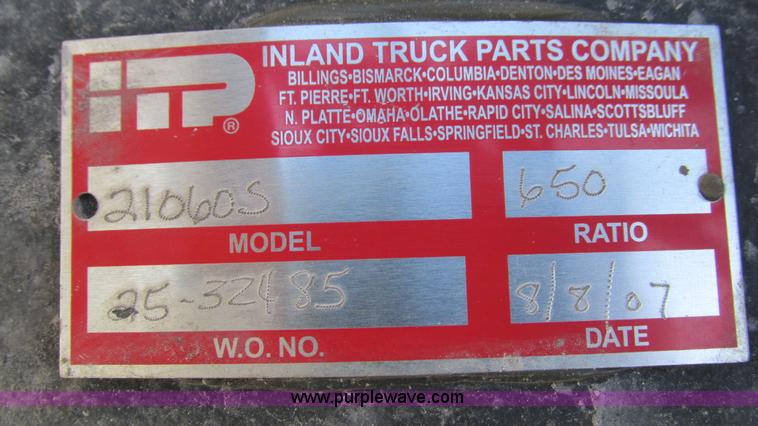 ITP®
INLAND TRUCK PARTS COMPANY
BILLINGS•BISMARCK•COLUMBIA•DENTON•DES MOINES•EAGAN
FT. PIERRE•FT. WORTH•IRVING•KANSAS CITY•LINCOLN•MISSOULA
N. PLATTE•OMAHA•OLATHE•RAPID CITY•SALINA•SCOTTSBLUFF
SIOUX CITY•SIOUX FALLS•SPRINGFIELD•ST. CHARLES•TULSA•WICHITA
21060S 650
MODEL RATIO
25-32485 8/8/07
W.O. NO. DATE
www.purplewave.com